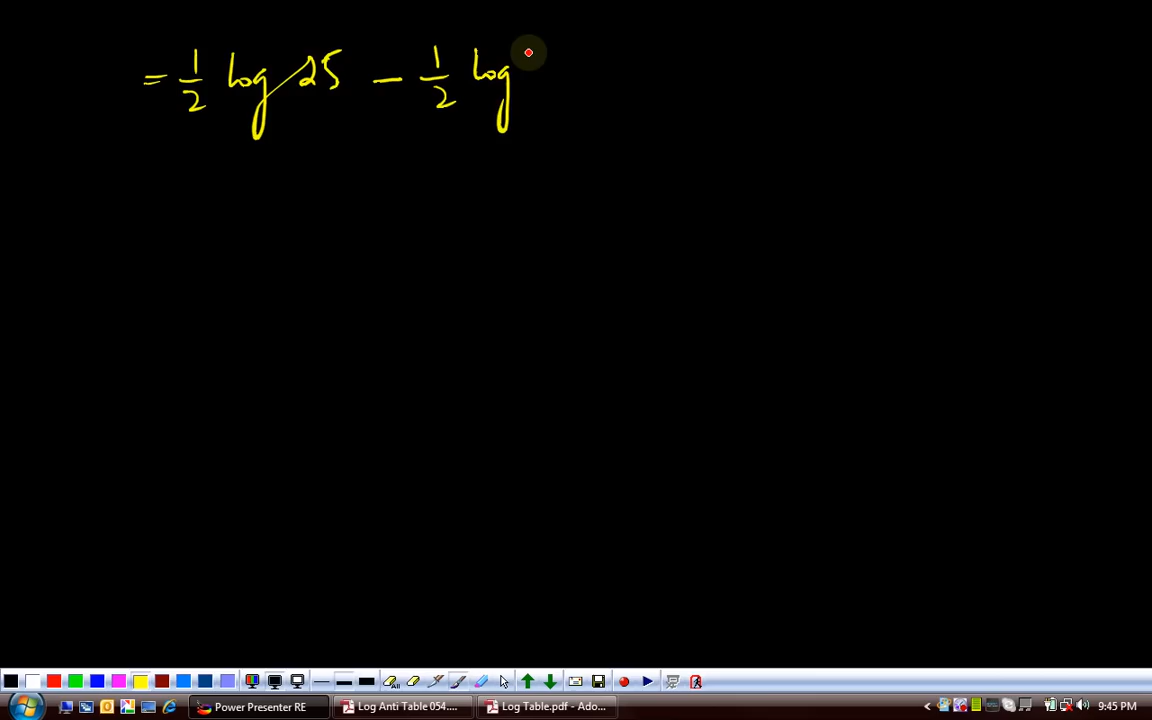 = 1/2 log 25 - 1/2 log
All
Power Presenter RE
Log Anti Table 054....
Log Table.pdf - Ado...
9:45 PM